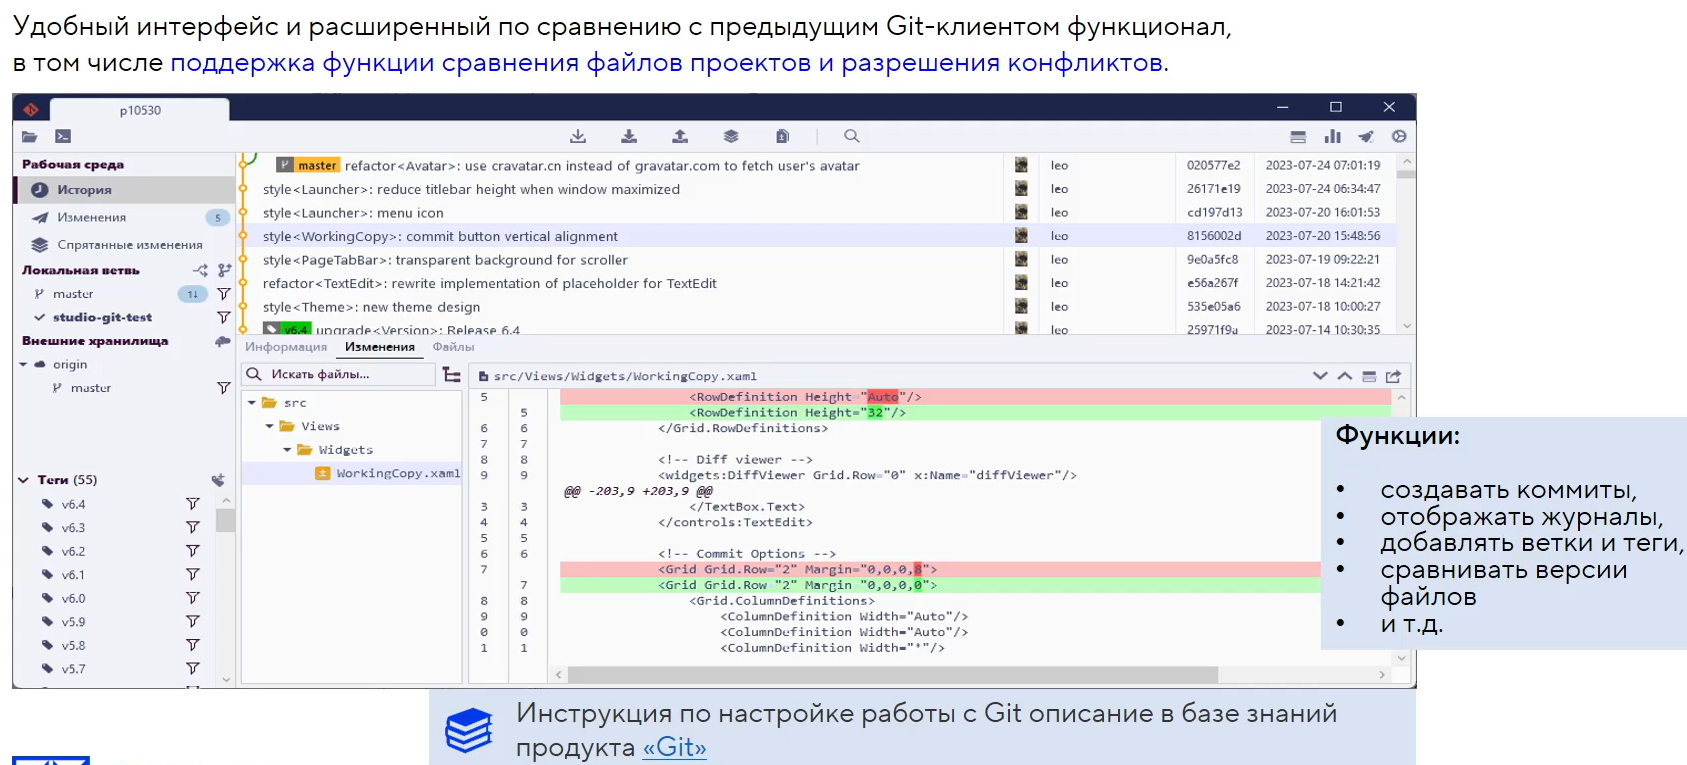 Удобный интерфейс и расширенный по сравнению с предыдущим Git-клиентом функционал,
в том числе поддержка функции сравнения файлов проектов и разрешения конфликтов.
p10530
Рабочая среда
История
Изменения 5
Спрятанные изменения
Локальная ветвь
master 1↓
studio-git-test
Внешние хранилища
origin
master
Теги (55)
v6.4
v6.3
v6.2
v6.1
v6.0
v5.9
v5.8
v5.7
master refactor<Avatar>: use cravatar.cn instead of gravatar.com to fetch user's avatar leo 020577e2 2023-07-24 07:01:19
style<Launcher>: reduce titlebar height when window maximized leo 26171e19 2023-07-24 06:34:47
style<Launcher>: menu icon leo cd197d13 2023-07-20 16:01:53
style<WorkingCopy>: commit button vertical alignment leo 8156002d 2023-07-20 15:48:56
style<PageTabBar>: transparent background for scroller leo 9e0a5fc8 2023-07-19 09:22:21
refactor<TextEdit>: rewrite implementation of placeholder for TextEdit leo e56a267f 2023-07-18 14:21:42
style<Theme>: new theme design leo 535e05a6 2023-07-18 10:00:27
v6.4 upgrade<Version>: Release 6.4 leo 25971f9a 2023-07-14 10:30:35
Информация Изменения Файлы
Искать файлы...
src
Views
Widgets
WorkingCopy.xaml
src/Views/Widgets/WorkingCopy.xaml
5 <RowDefinition Height="Auto"/>
5 <RowDefinition Height="32"/>
6 6 </Grid.RowDefinitions>
7 7
8 8 <!-- Diff viewer -->
9 9 <widgets:DiffViewer Grid.Row="0" x:Name="diffViewer"/>
@@ -203,9 +203,9 @@
3 3 </TextBox.Text>
4 4 </controls:TextEdit>
5 5
6 6 <!-- Commit Options -->
7 <Grid Grid.Row="2" Margin="0,0,0,8">
7 <Grid Grid.Row "2" Margin "0,0,0,0">
8 8 <Grid.ColumnDefinitions>
9 9 <ColumnDefinition Width="Auto"/>
0 0 <ColumnDefinition Width="Auto"/>
1 1 <ColumnDefinition Width="*"/>
Функции:
• создавать коммиты,
• отображать журналы,
• добавлять ветки и теги,
• сравнивать версии
файлов
• и т.д.
Инструкция по настройке работы с Git описание в базе знаний
продукта «Git»